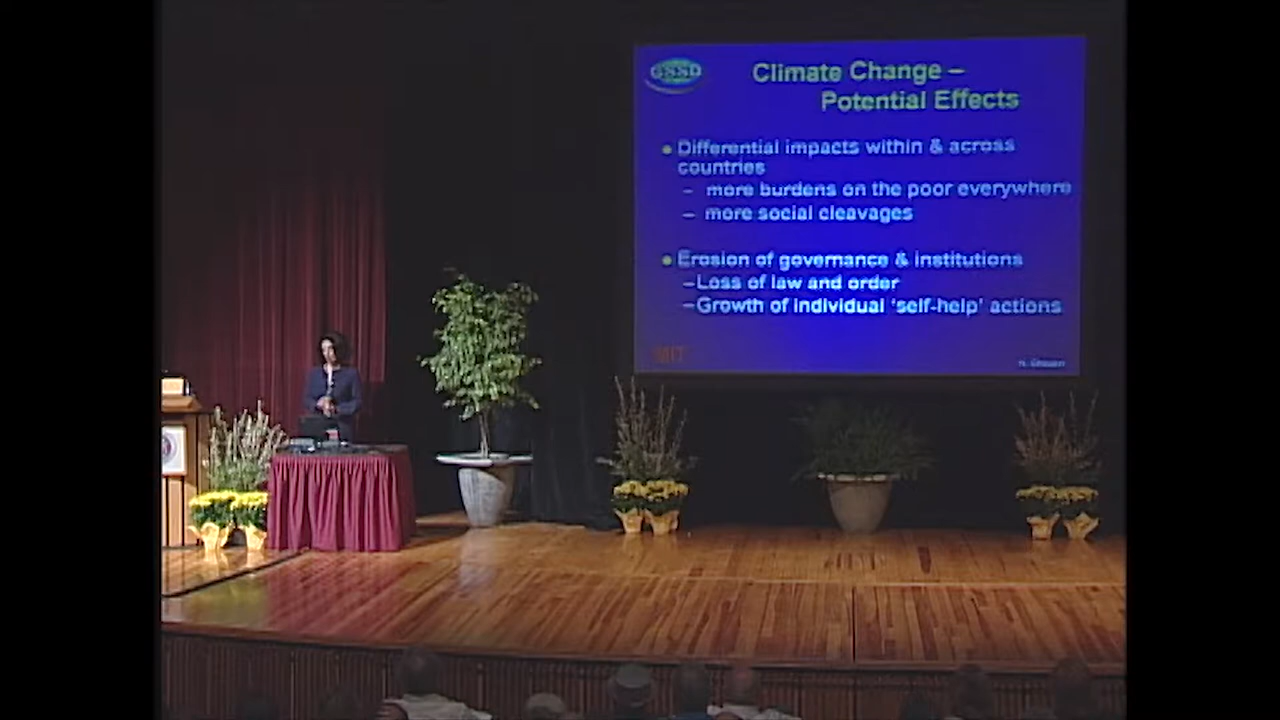 GSSD
Climate Change –
Potential Effects
• Differential impacts within & across
countries
– more burdens on the poor everywhere
– more social cleavages
• Erosion of governance & institutions
–Loss of law and order
–Growth of individual ‘self-help’ actions
MIT